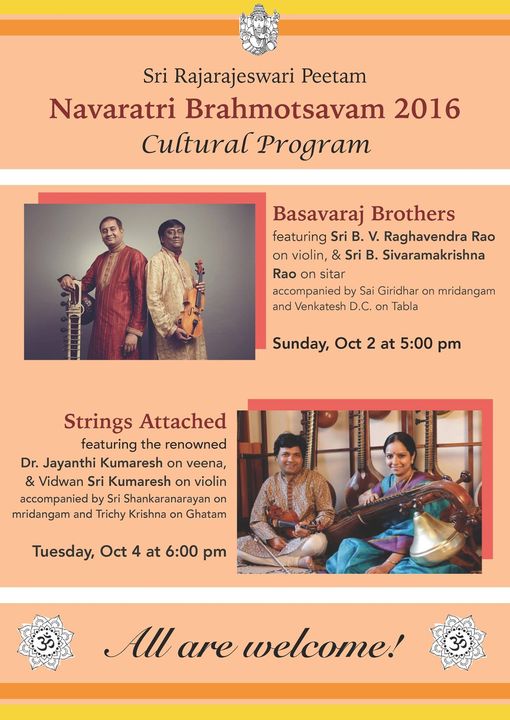 Sri Rajarajeswari Peetam
Navaratri Brahmotsavam 2016
Cultural Program
Basavaraj Brothers
featuring Sri B. V. Raghavendra Rao
on violin, & Sri B. Sivaramakrishna
Rao on sitar
accompanied by Sai Giridhar on mridangam
and Venkatesh D.C. on Tabla
Sunday, Oct 2 at 5:00 pm
Strings Attached
featuring the renowned
Dr. Jayanthi Kumaresh on veena,
& Vidwan Sri Kumaresh on violin
accompanied by Sri Shankaranarayan on
mridangam and Trichy Krishna on Ghatam
Tuesday, Oct 4 at 6:00 pm
ॐ All are welcome! ॐ